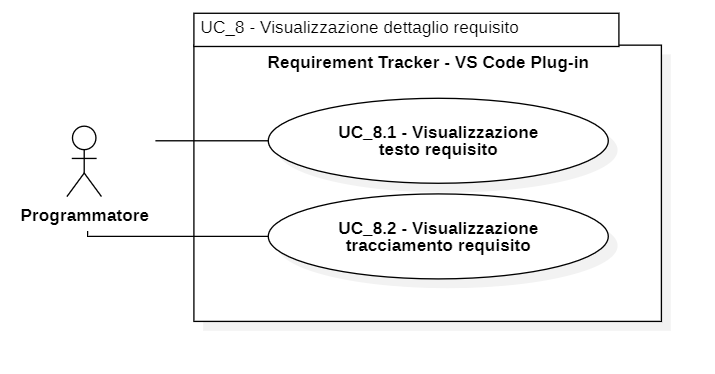 UC_8 - Visualizzazione dettaglio requisito
Requirement Tracker - VS Code Plug-in
UC_8.1 - Visualizzazione
testo requisito
Programmatore
UC_8.2 - Visualizzazione
tracciamento requisito